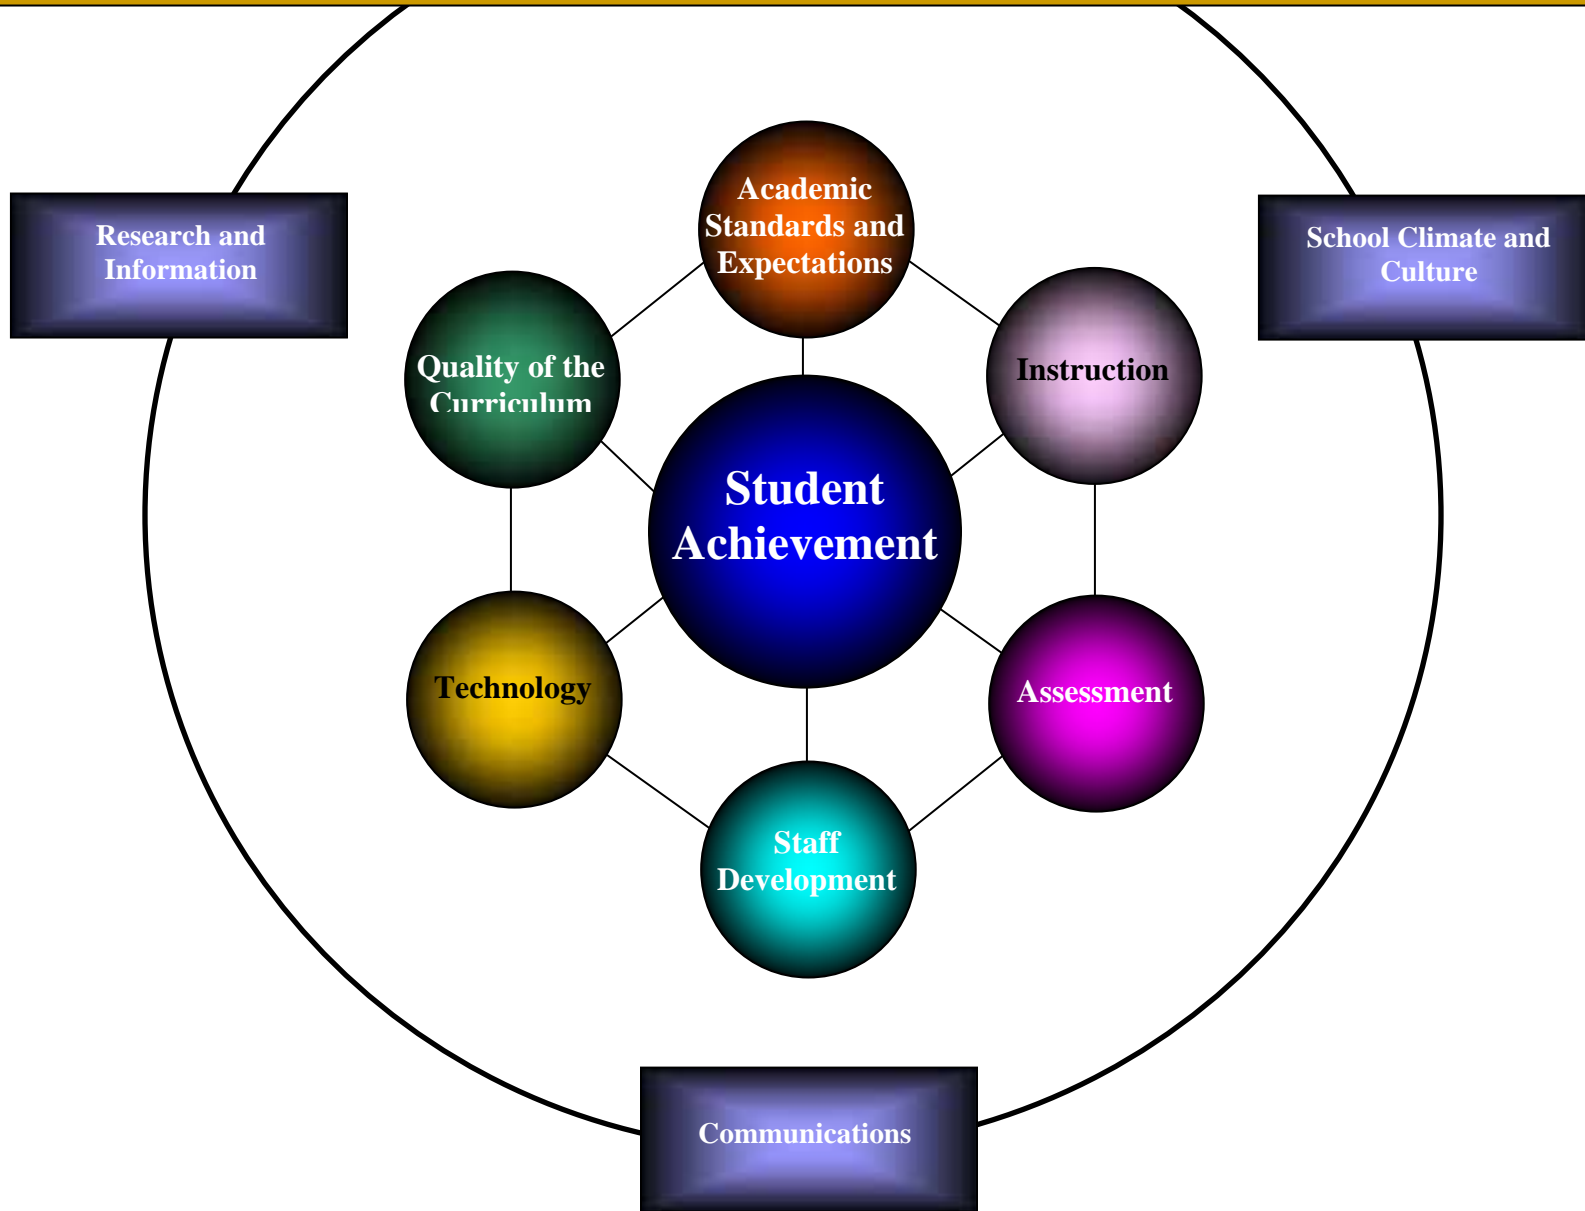 Academic
Standards and
Expectations
Research and
Information
School Climate and
Culture
Quality of the
Curriculum
Instruction
Student
Achievement
Technology
Assessment
Staff
Development
Communications